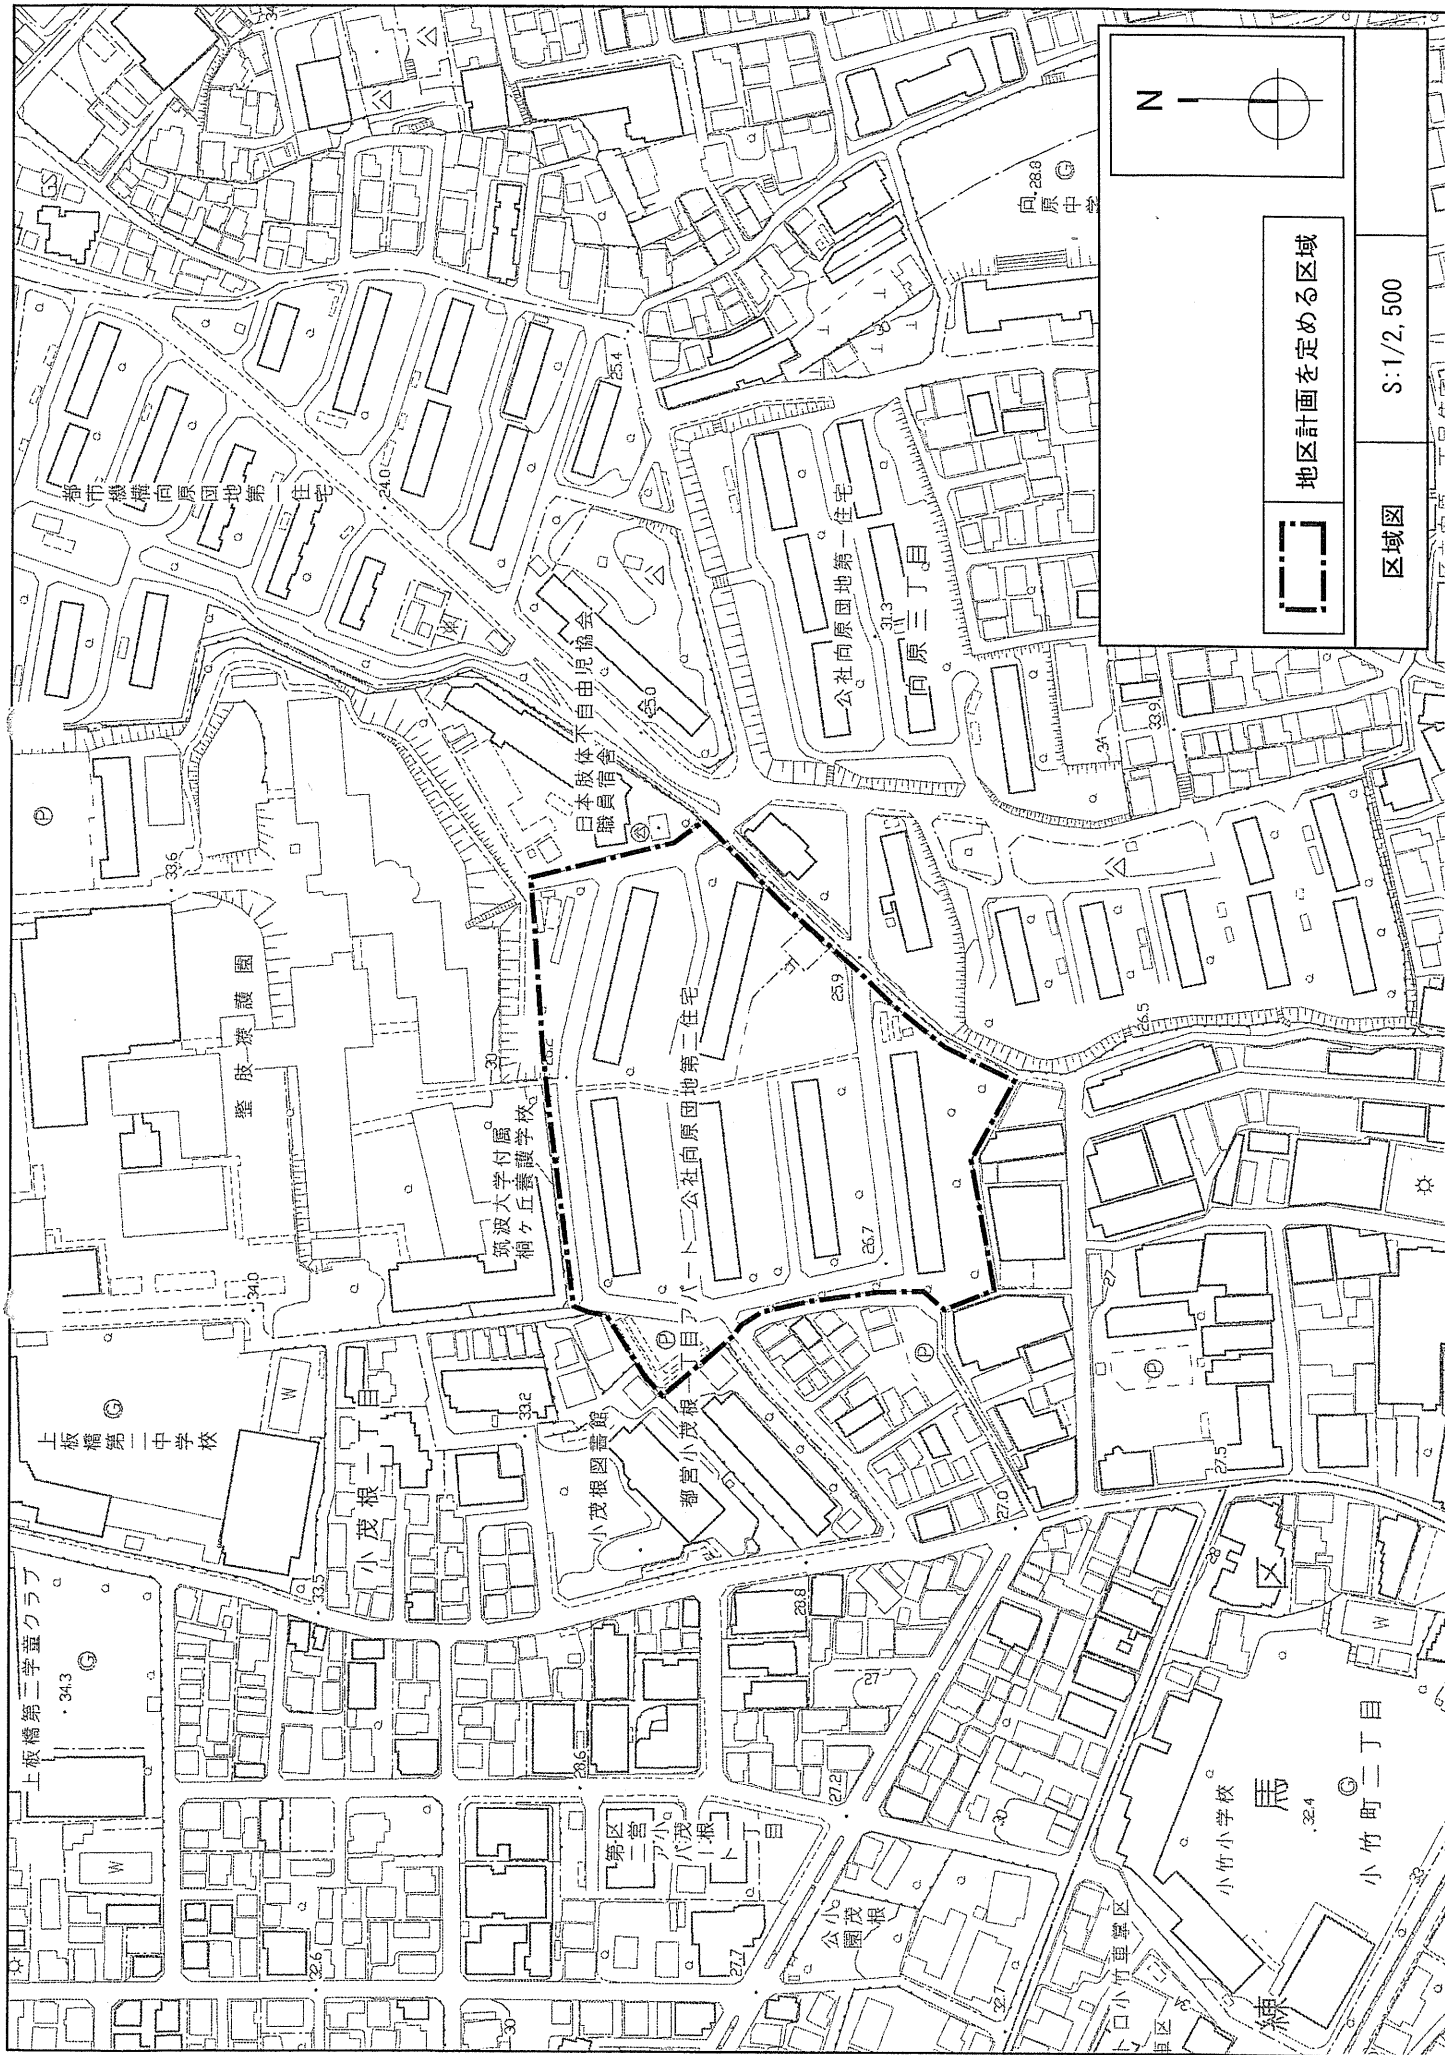 上板橋第二学童クラブ
34.3
G
W
上板橋第二中学校
G
W
34.0
33.5
小茂根一丁目
33.2
小茂根図書館
28.6
28.8
27
27.2
27.7
30
第二区営小茂根一丁目アパート
小茂根公園
都営小茂根一丁目アパート
P
筑波大学付属
桐ヶ丘養護学校
整肢療護園
33.6
P
30
26.2
公社向原団地第二住宅
25.9
26.7
P
27.0
27
P
27.5
28
都市機構向原団地第一住宅
24.0
25.4
日本肢体不自由児協会
職員宿舎
25.0
公社向原団地第一住宅
31.3
向原三丁目
向原中学
28.8
G
34
33.9
26.5
GS
小竹小学校
32.4
G
小竹町二丁目
W
33
34
32.7
30
練馬区
N
地区計画を定める区域
区域図
S:1/2,500